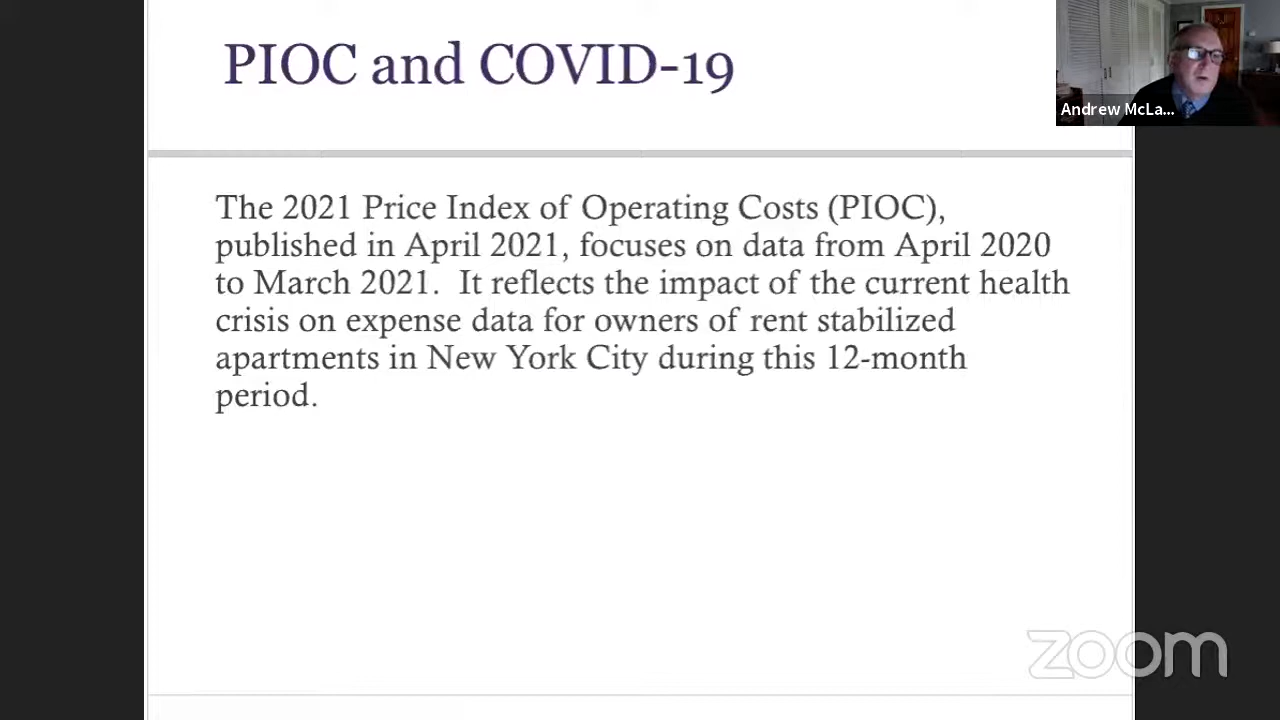 PIOC and COVID-19
Andrew McLa...
The 2021 Price Index of Operating Costs (PIOC),
published in April 2021, focuses on data from April 2020
to March 2021.  It reflects the impact of the current health
crisis on expense data for owners of rent stabilized
apartments in New York City during this 12-month
period.
zoom